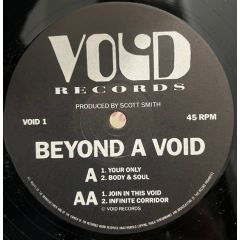 VOID
RECORDS
PRODUCED BY SCOTT SMITH
VOID 1
45 RPM
BEYOND A VOID
A
1. YOUR ONLY
2. BODY & SOUL
AA
1. JOIN IN THIS VOID
2. INFINITE CORRIDOR
© VOID RECORDS